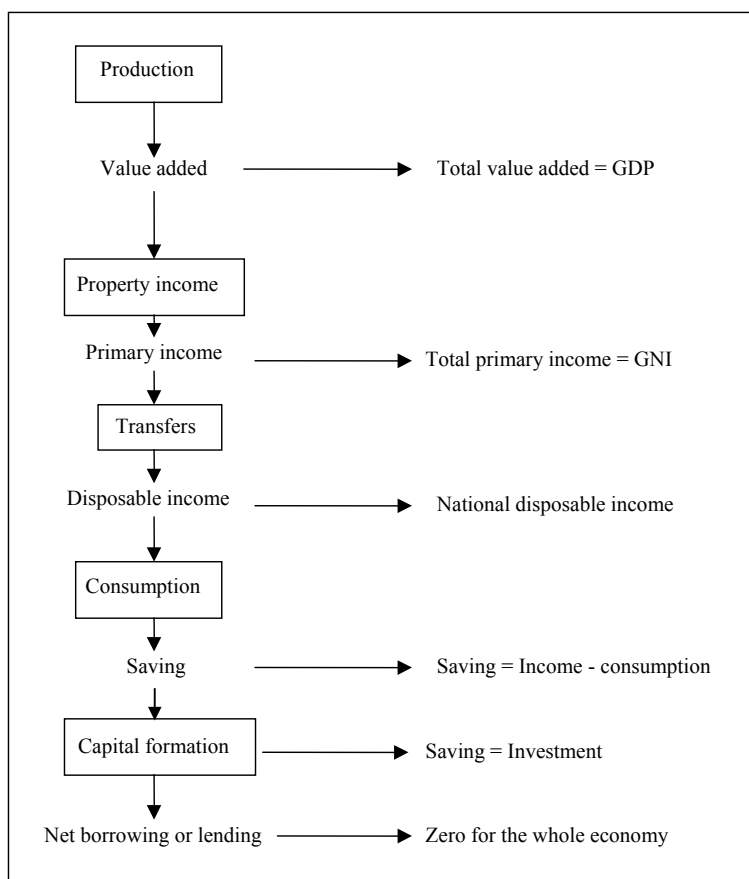 Production
Value added
Total value added = GDP
Property income
Primary income
Total primary income = GNI
Transfers
Disposable income
National disposable income
Consumption
Saving
Saving = Income - consumption
Capital formation
Saving = Investment
Net borrowing or lending
Zero for the whole economy